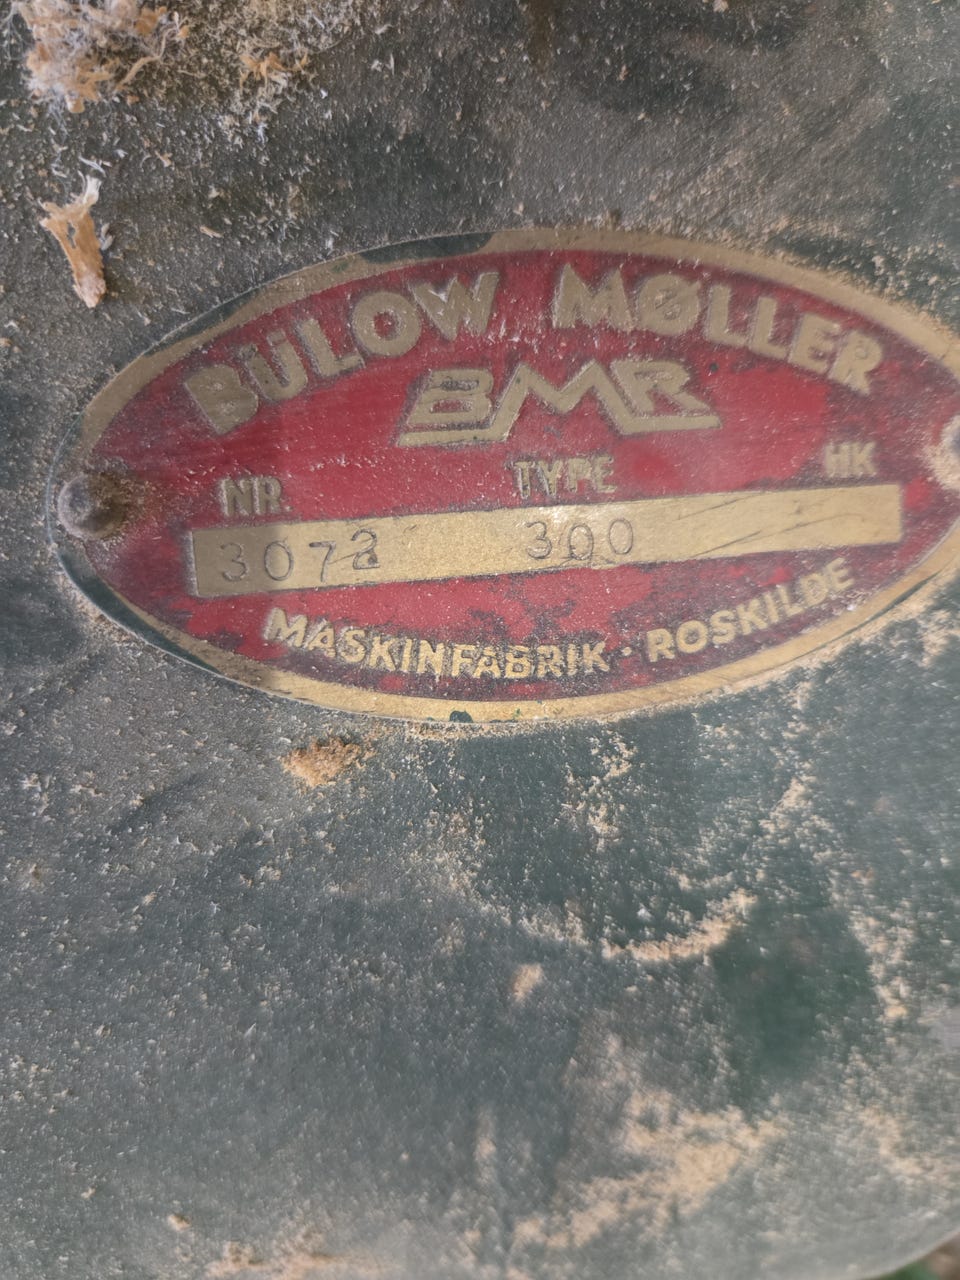 BÜLOW MØLLER
BMR
NR. TYPE HK
3072 300
MASKINFABRIK · ROSKILDE